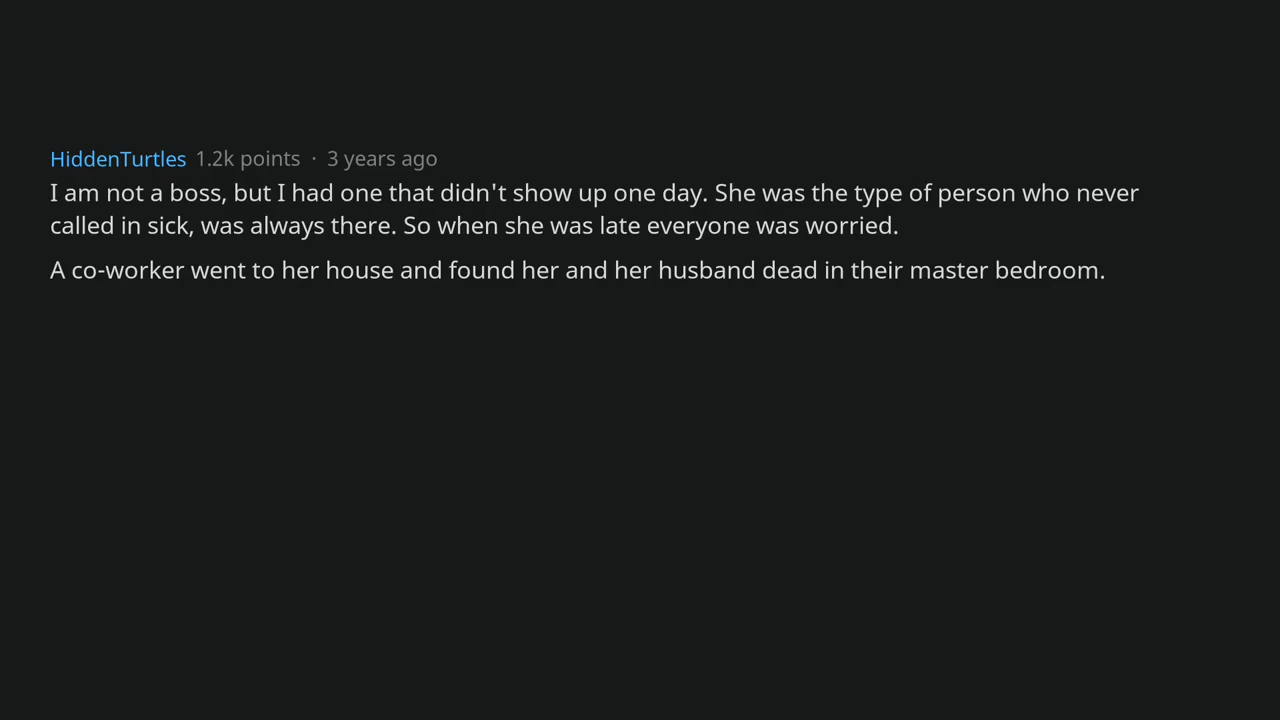 HiddenTurtles 1.2k points · 3 years ago
I am not a boss, but I had one that didn't show up one day. She was the type of person who never
called in sick, was always there. So when she was late everyone was worried.
A co-worker went to her house and found her and her husband dead in their master bedroom.